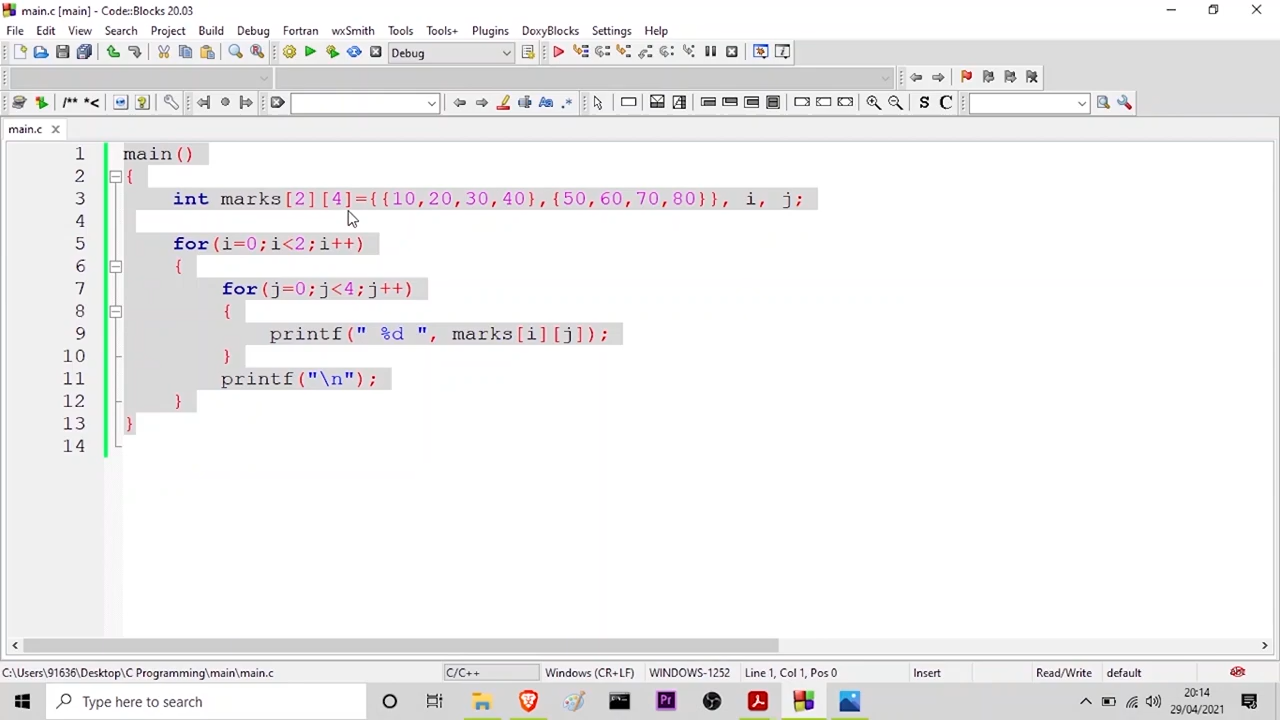 main.c [main] - Code::Blocks 20.03
File Edit View Search Project Build Debug Fortran wxSmith Tools Tools+ Plugins DoxyBlocks Settings Help
Debug
/** *< Aa .* S C
main.c
1 main()
2 {
3 int marks[2][4]={{10,20,30,40},{50,60,70,80}}, i, j;
4
5 for(i=0;i<2;i++)
6 {
7 for(j=0;j<4;j++)
8 {
9 printf(" %d ", marks[i][j]);
10 }
11 printf("\n");
12 }
13 }
14
C:\Users\91636\Desktop\C Programming\main\main.c C/C++ Windows (CR+LF) WINDOWS-1252 Line 1, Col 1, Pos 0 Insert Read/Write default
Type here to search Pr 20:14
29/04/2021